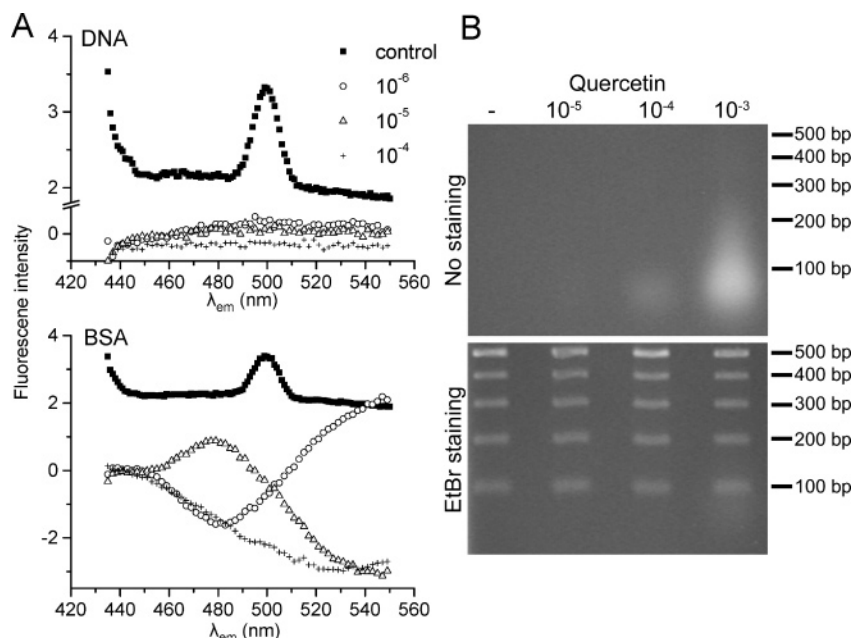 A
DNA
control
10⁻⁶
10⁻⁵
10⁻⁴
4
3
2
0
420 440 460 480 500 520 540 560
λem (nm)
Fluorescene intensity
BSA
4
2
0
-2
420 440 460 480 500 520 540 560
λem (nm)
B
Quercetin
- 10⁻⁵ 10⁻⁴ 10⁻³
No staining
500 bp
400 bp
300 bp
200 bp
100 bp
EtBr staining
500 bp
400 bp
300 bp
200 bp
100 bp